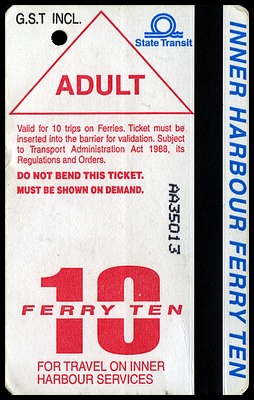 G.S.T INCL.
State Transit
ADULT
Valid for 10 trips on Ferries. Ticket must be
inserted into the barrier for validation. Subject
to Transport Administration Act 1988, its
Regulations and Orders.
DO NOT BEND THIS TICKET.
MUST BE SHOWN ON DEMAND.
AA35013
10
FERRY TEN
FOR TRAVEL ON INNER
HARBOUR SERVICES
INNER HARBOUR FERRY TEN